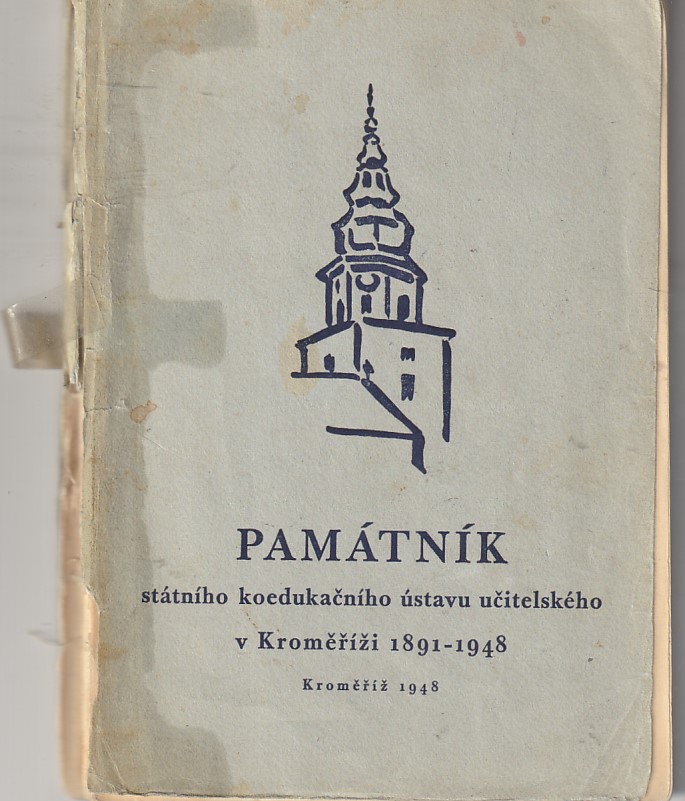 PAMÁTNÍK
státního koedukačního ústavu učitelského
v Kroměříži 1891-1948
Kroměříž 1948